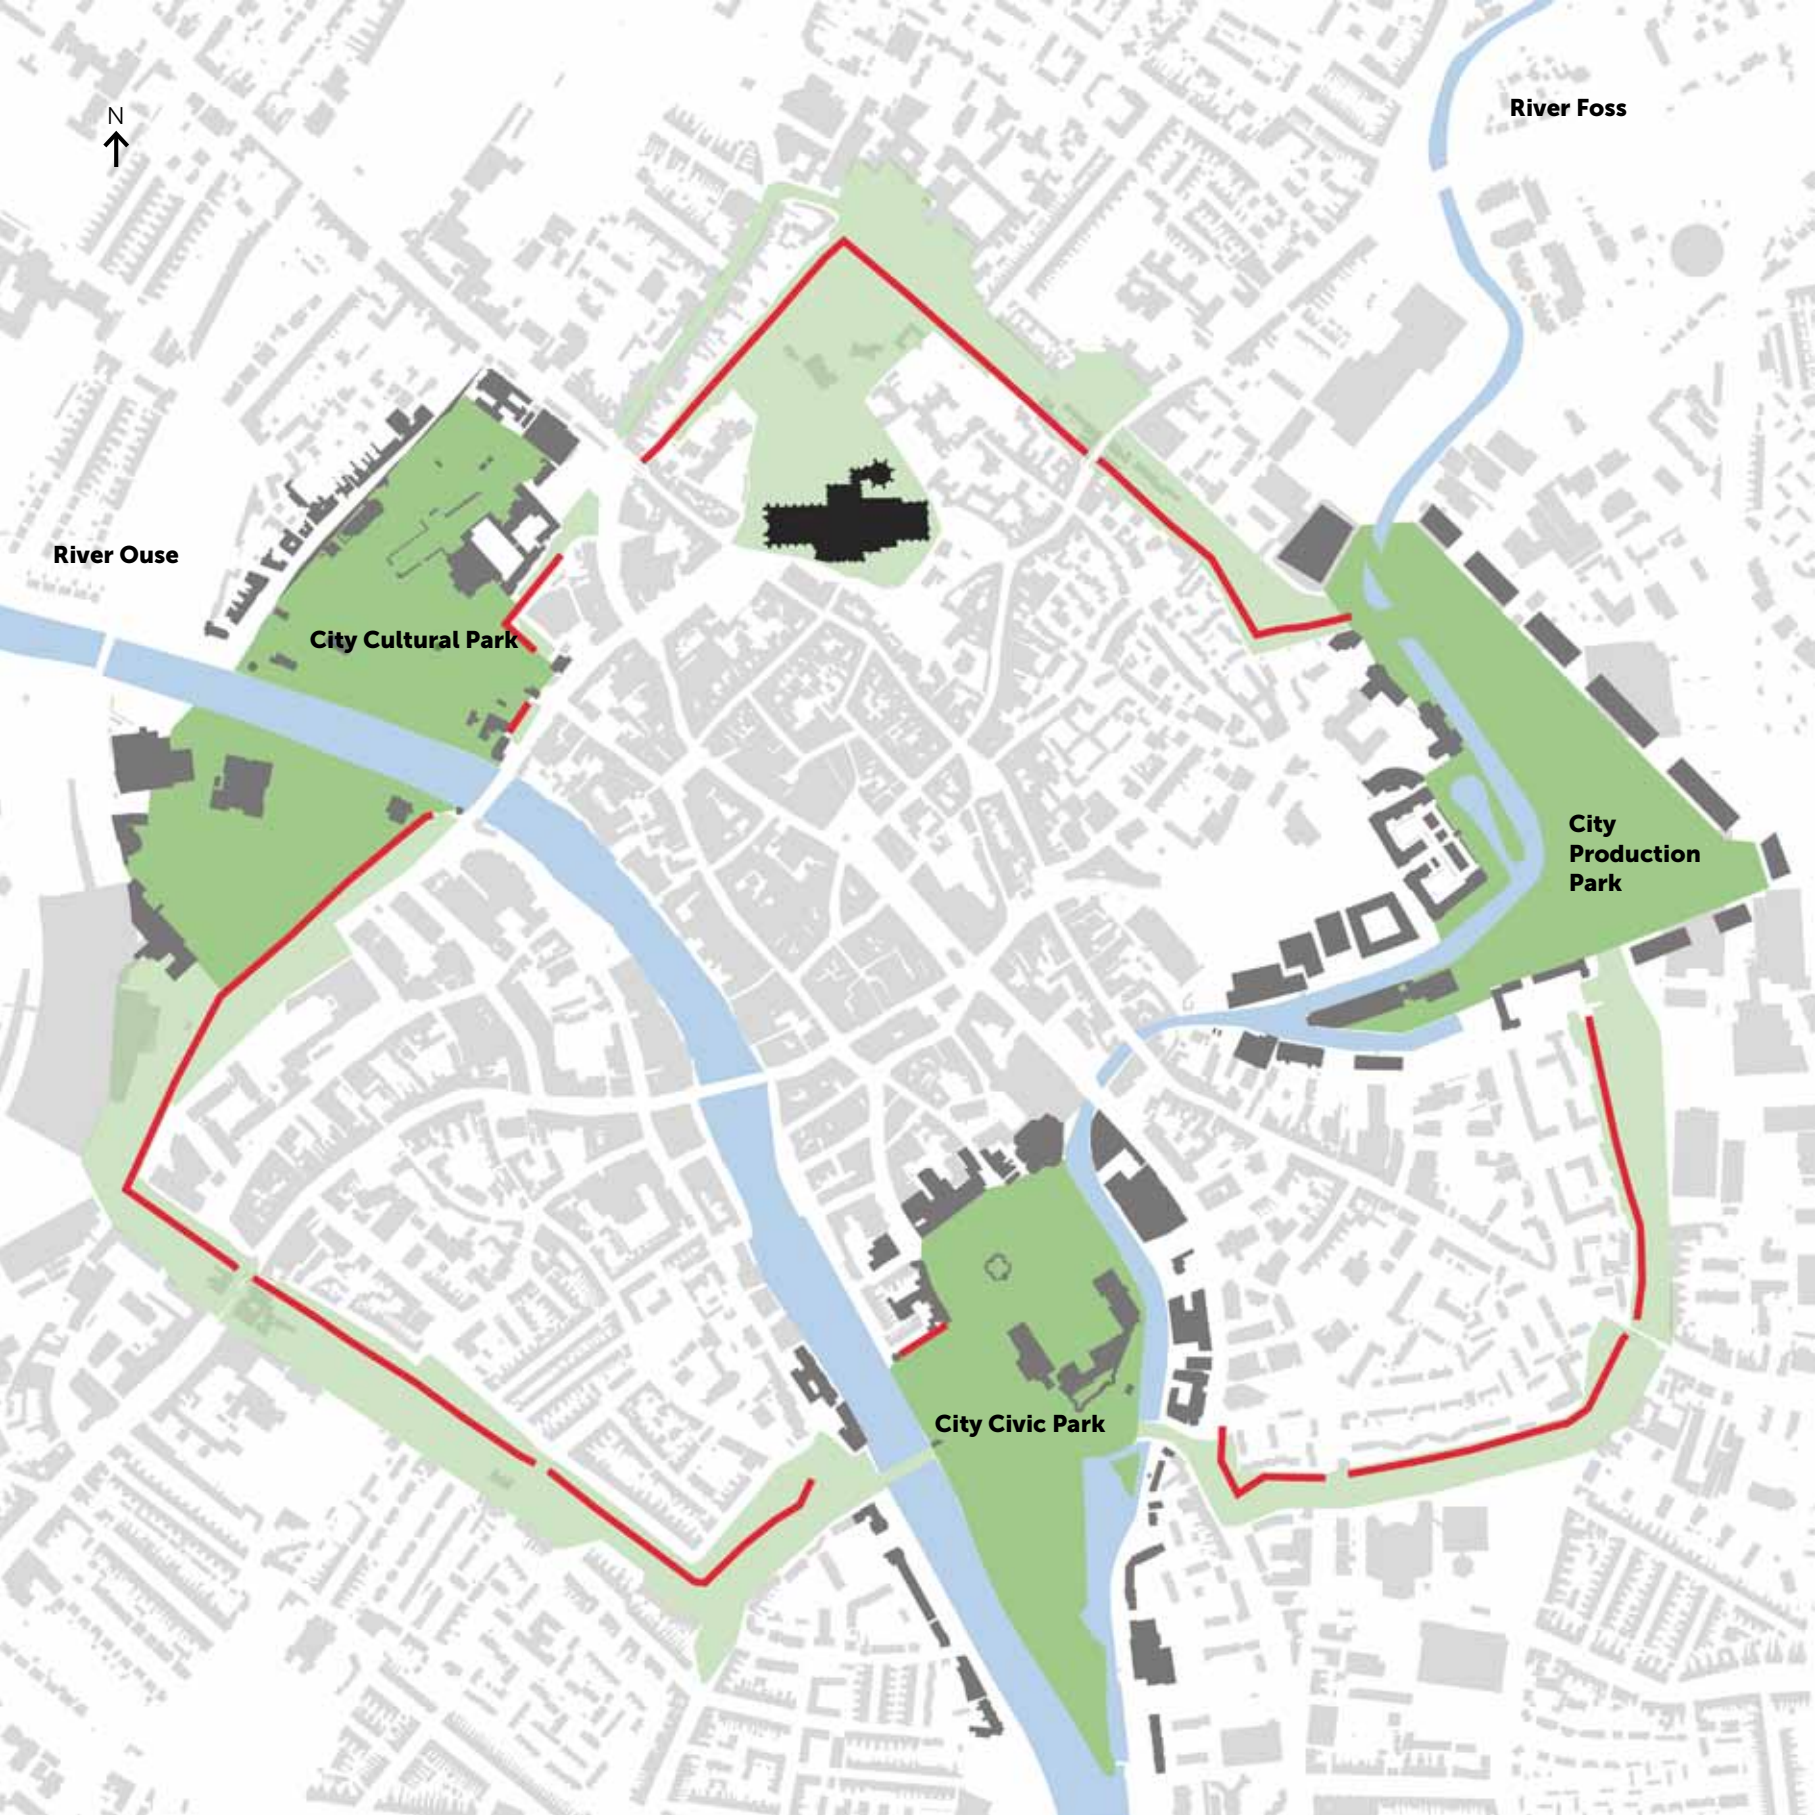 N
River Foss
River Ouse
City Cultural Park
City
Production
Park
City Civic Park